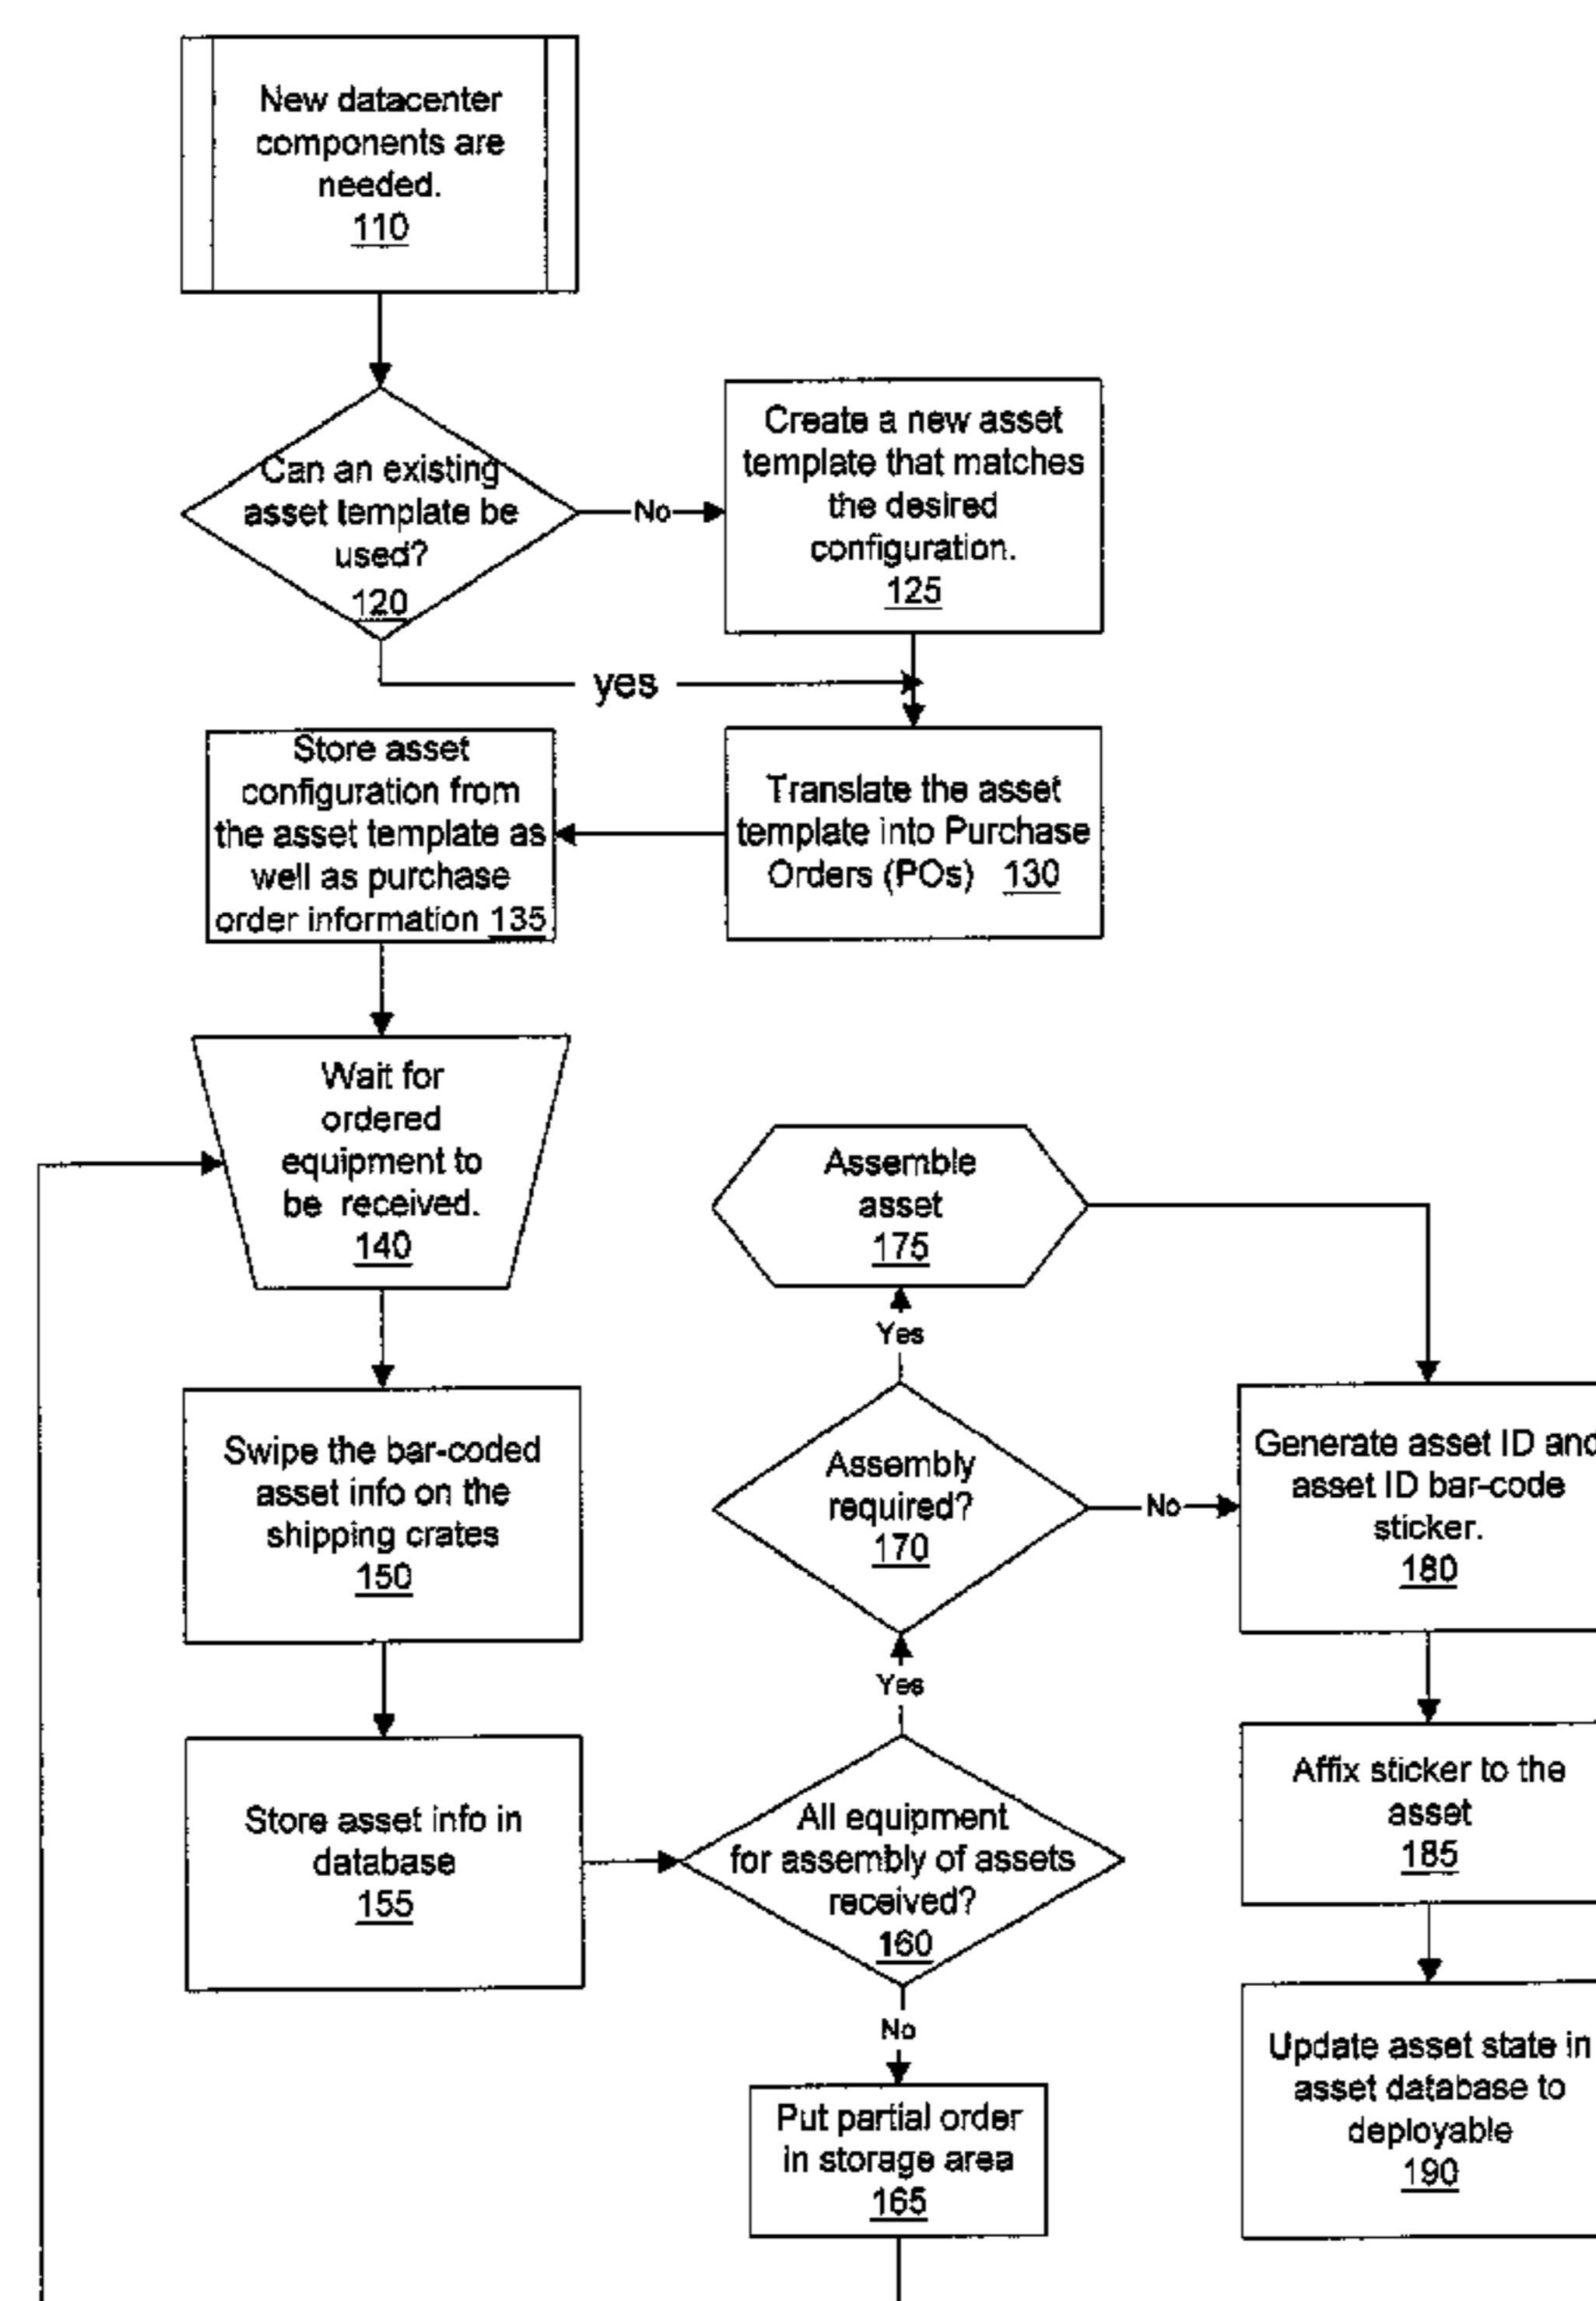 New datacenter
components are
needed.
110
Can an existing
asset template be
used?
120
No
Create a new asset
template that matches
the desired
configuration.
125
yes
Translate the asset
template into Purchase
Orders (POs) 130
Store asset
configuration from
the asset template as
well as purchase
order information 135
Wait for
ordered
equipment to
be received.
140
Swipe the bar-coded
asset info on the
shipping crates
150
Store asset info in
database
155
All equipment
for assembly of assets
received?
160
No
Put partial order
in storage area
165
Yes
Assembly
required?
170
Yes
Assemble
asset
175
No
Generate asset ID and
asset ID bar-code
sticker.
180
Affix sticker to the
asset
185
Update asset state in
asset database to
deployable
190